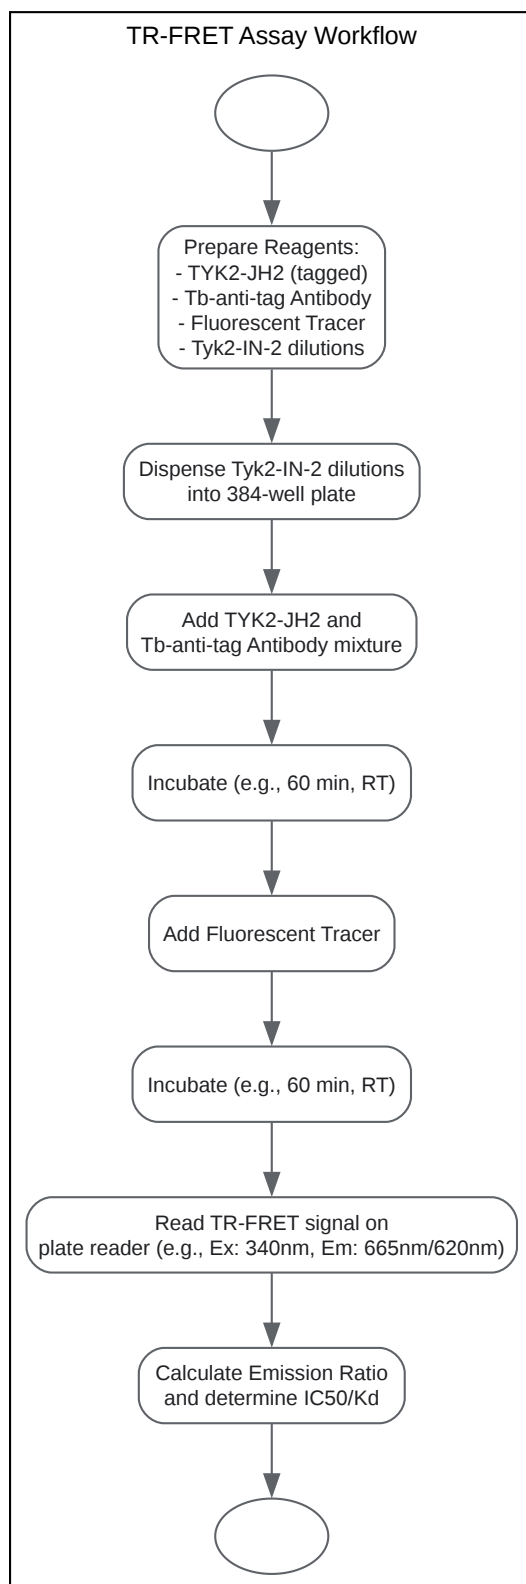 TR-FRET Assay Workflow
Prepare Reagents:
- TYK2-JH2 (tagged)
- Tb-anti-tag Antibody
- Fluorescent Tracer
- Tyk2-IN-2 dilutions
Dispense Tyk2-IN-2 dilutions
into 384-well plate
Add TYK2-JH2 and
Tb-anti-tag Antibody mixture
Incubate (e.g., 60 min, RT)
Add Fluorescent Tracer
Incubate (e.g., 60 min, RT)
Read TR-FRET signal on
plate reader (e.g., Ex: 340nm, Em: 665nm/620nm)
Calculate Emission Ratio
and determine IC50/Kd